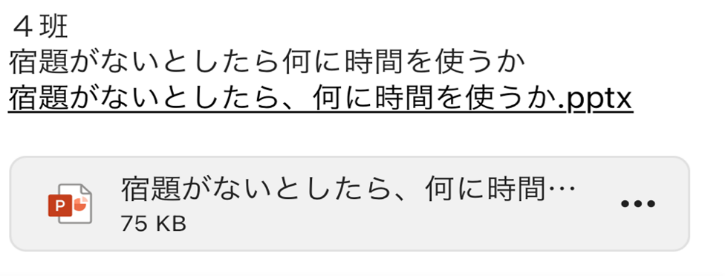 ４班
宿題がないとしたら何に時間を使うか
宿題がないとしたら、何に時間を使うか.pptx
P
宿題がないとしたら、何に時間…
75 KB